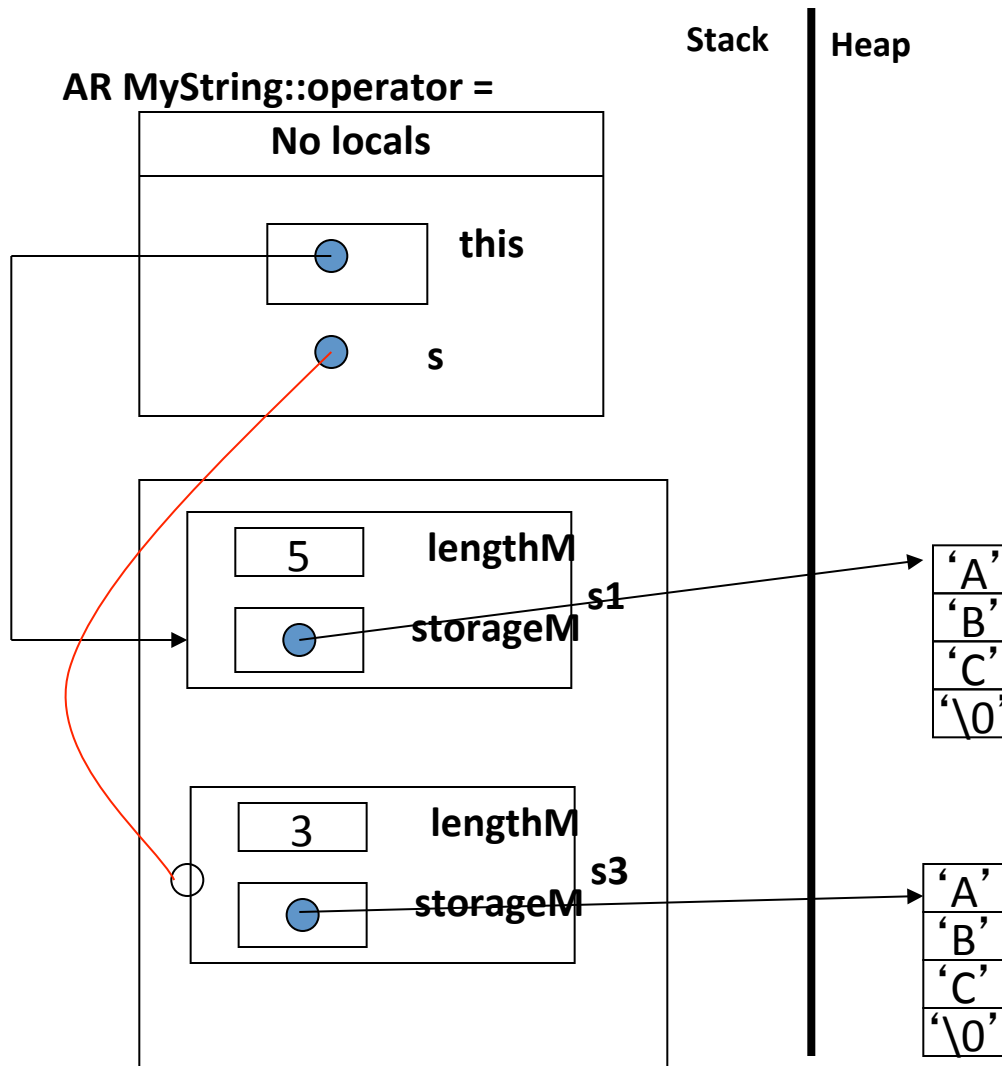 Stack
Heap
AR MyString::operator =
No locals
this
s
5
lengthM
s1
storageM
‘A’
‘B’
‘C’
‘\0’
3
lengthM
s3
storageM
‘A’
‘B’
‘C’
‘\0’